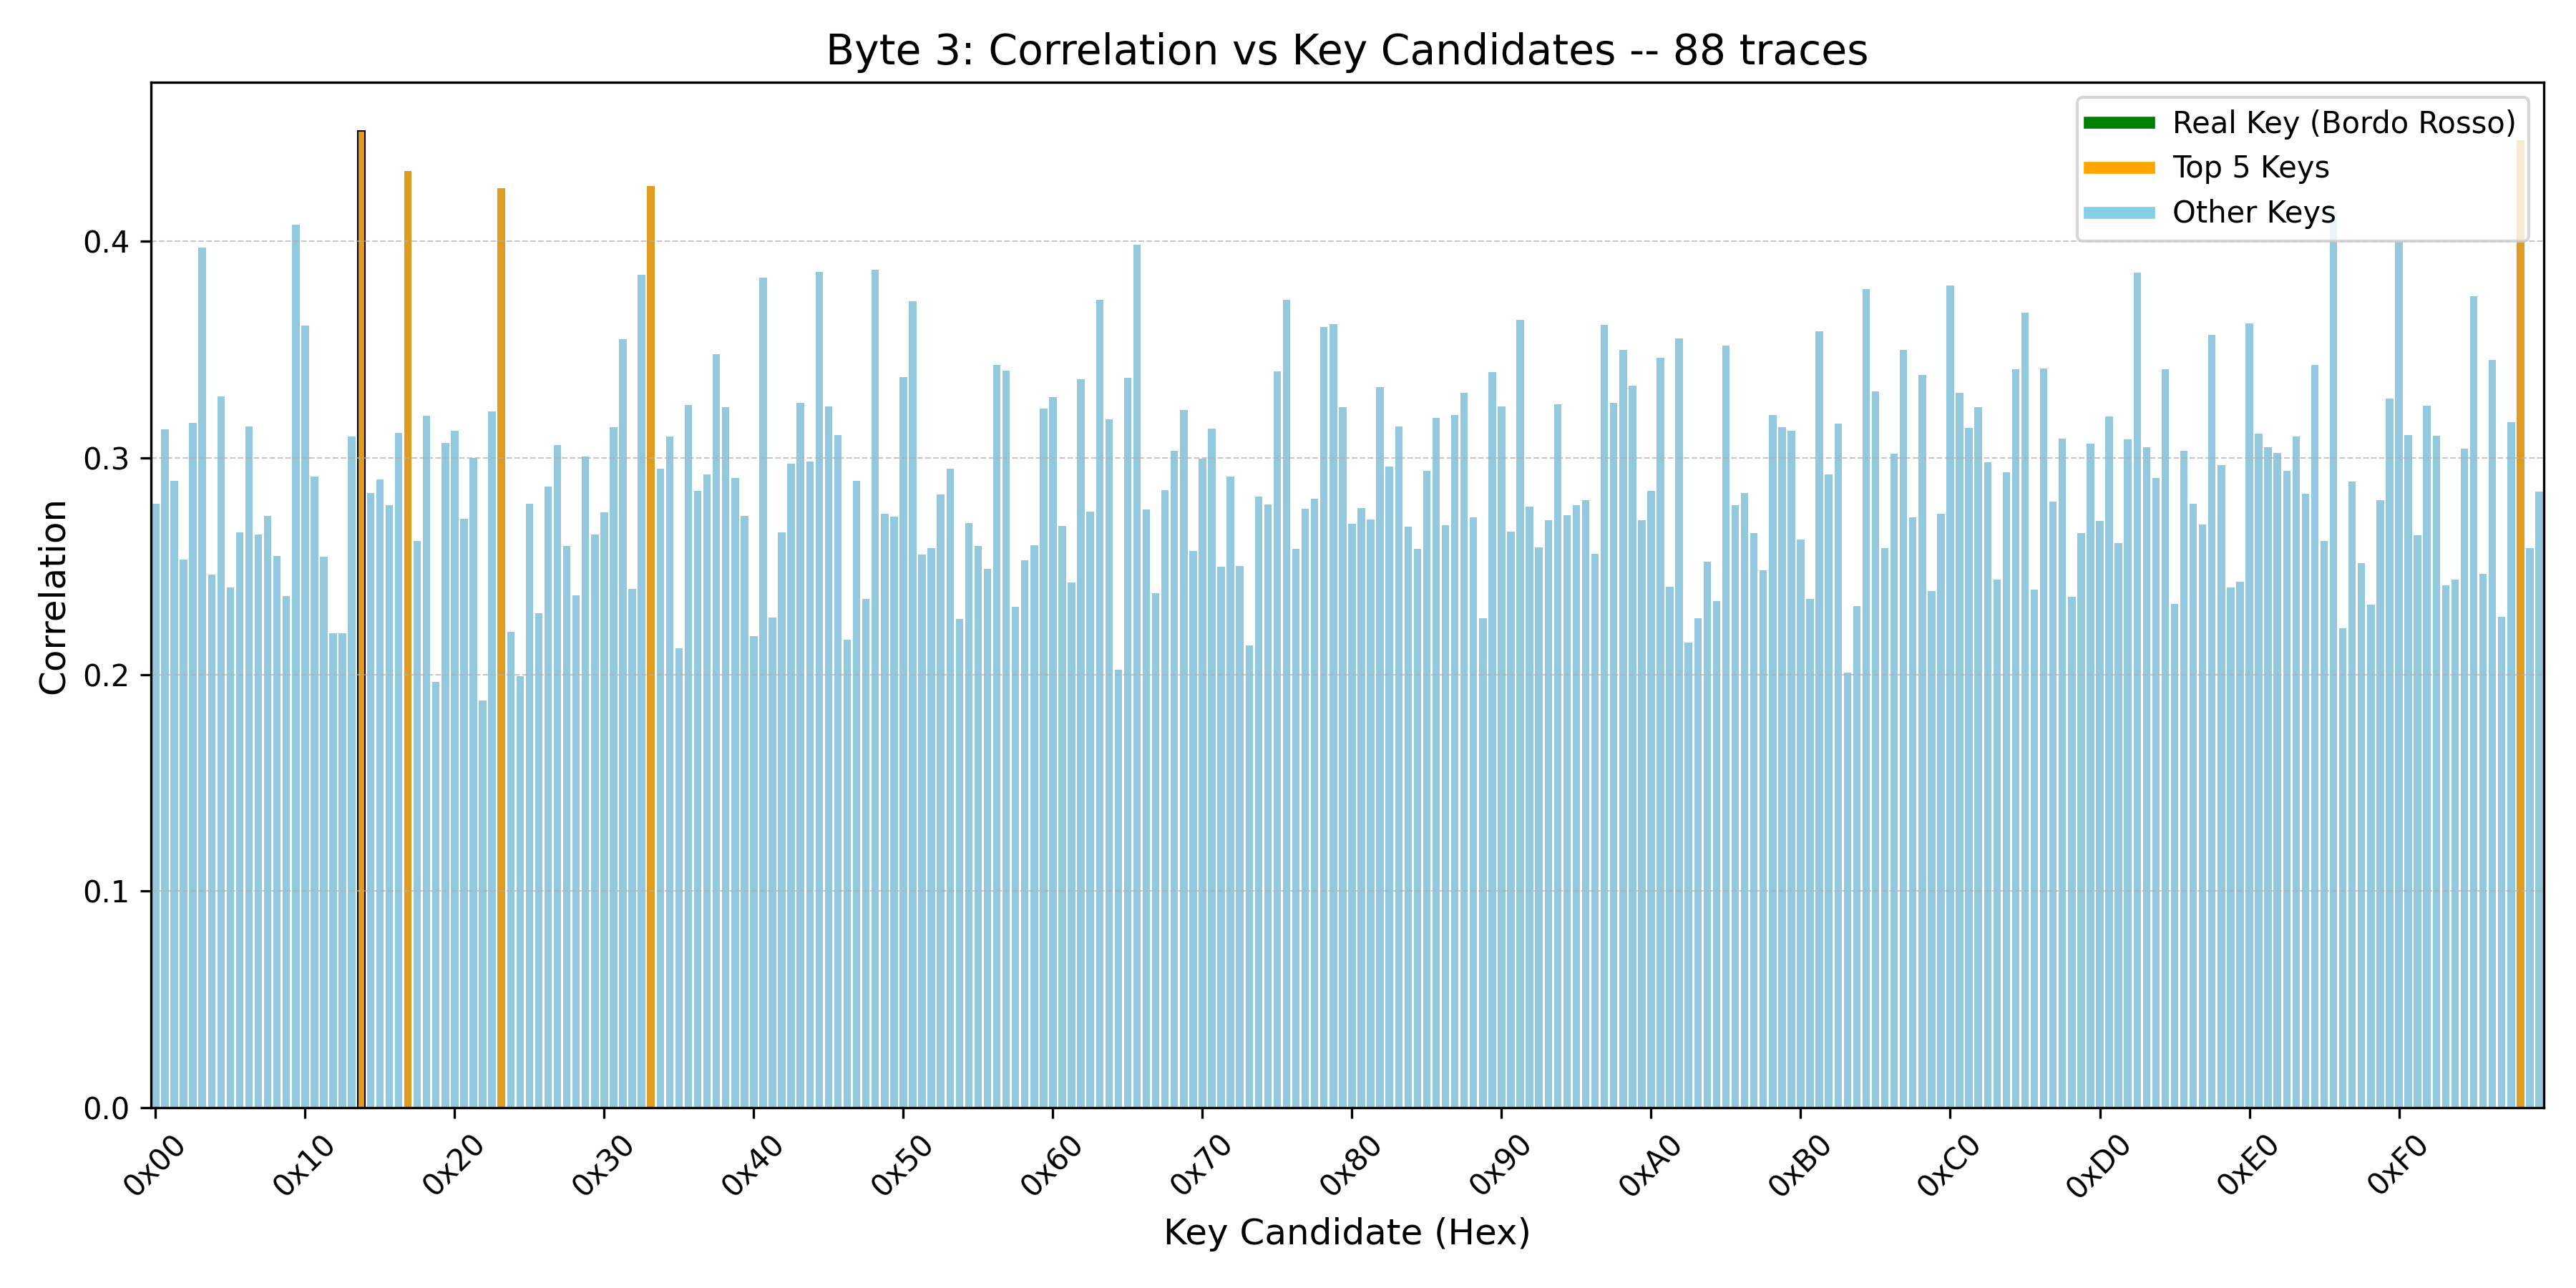 Byte 3: Correlation vs Key Candidates -- 88 traces
Real Key (Bordo Rosso)
Top 5 Keys
Other Keys
Correlation
0.4
0.3
0.2
0.1
0.0
0x00 0x10 0x20 0x30 0x40 0x50 0x60 0x70 0x80 0x90 0xA0 0xB0 0xC0 0xD0 0xE0 0xF0
Key Candidate (Hex)